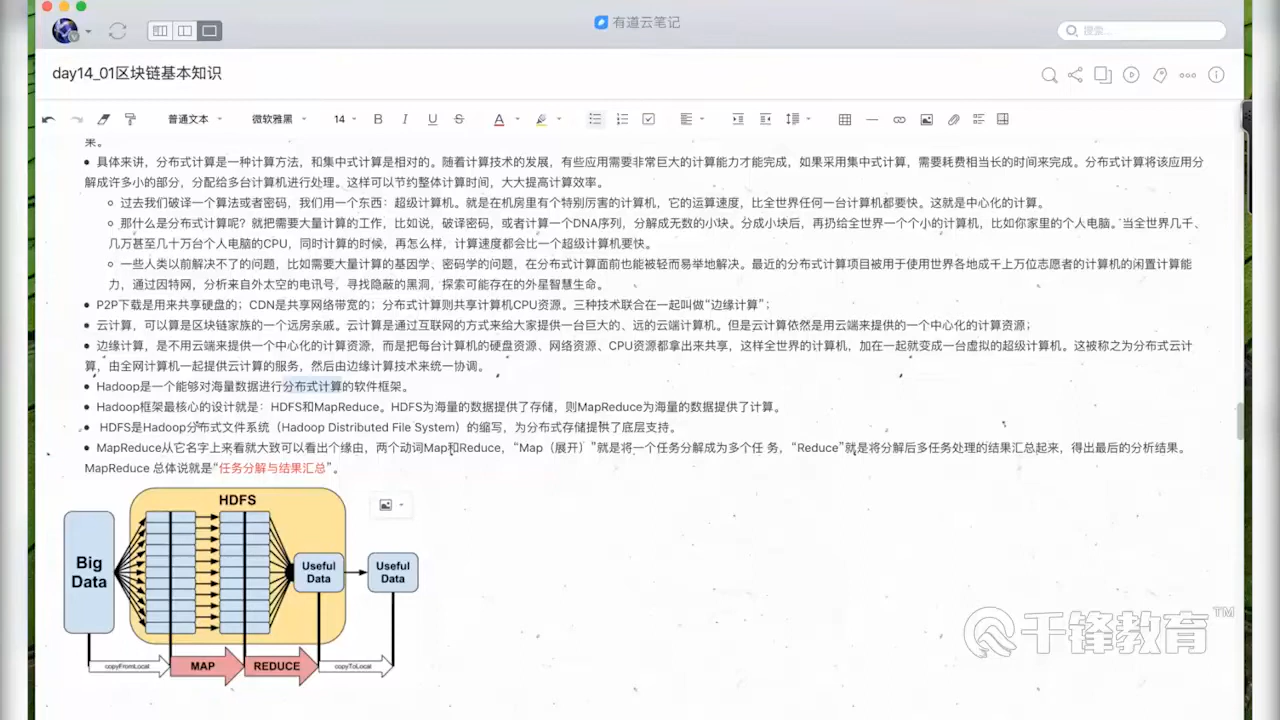 有道云笔记
搜索...
day14_01区块链基本知识
普通文本
微软雅黑
14
B I U S A
果。
具体来讲，分布式计算是一种计算方法，和集中式计算是相对的。随着计算技术的发展，有些应用需要非常巨大的计算能力才能完成，如果采用集中式计算，需要耗费相当长的时间来完成。分布式计算将该应用分
解成许多小的部分，分配给多台计算机进行处理。这样可以节约整体计算时间，大大提高计算效率。
过去我们破译一个算法或者密码，我们用一个东西：超级计算机。就是在机房里有个特别厉害的计算机，它的运算速度，比全世界任何一台计算机都要快。这就是中心化的计算。
那什么是分布式计算呢？就把需要大量计算的工作，比如说，破译密码，或者计算一个DNA序列，分解成无数的小块。分成小块后，再扔给全世界一个个小的计算机，比如你家里的个人电脑。当全世界几千、
几万甚至几十万台个人电脑的CPU，同时计算的时候，再怎么样，计算速度都会比一个超级计算机要快。
一些人类以前解决不了的问题，比如需要大量计算的基因学、密码学的问题，在分布式计算面前也能被轻而易举地解决。最近的分布式计算项目被用于使用世界各地成千上万位志愿者的计算机的闲置计算能
力，通过因特网，分析来自外太空的电讯号，寻找隐蔽的黑洞，探索可能存在的外星智慧生命。
P2P下载是用来共享硬盘的；CDN是共享网络带宽的；分布式计算则共享计算机CPU资源。三种技术联合在一起叫做“边缘计算”；
云计算，可以算是区块链家族的一个远房亲戚。云计算是通过互联网的方式来给大家提供一台巨大的、远的云端计算机。但是云计算依然是用云端来提供的一个中心化的计算资源；
边缘计算，是不用云端来提供一个中心化的计算资源，而是把每台计算机的硬盘资源、网络资源、CPU资源都拿出来共享，这样全世界的计算机，加在一起就变成一台虚拟的超级计算机。这被称之为分布式云计
算，由全网计算机一起提供云计算的服务，然后由边缘计算技术来统一协调。
Hadoop是一个能够对海量数据进行分布式计算的软件框架。
Hadoop框架最核心的设计就是：HDFS和MapReduce。HDFS为海量的数据提供了存储，则MapReduce为海量的数据提供了计算。
HDFS是Hadoop分布式文件系统（Hadoop Distributed File System）的缩写，为分布式存储提供了底层支持。
MapReduce从它名字上来看就大致可以看出个缘由，两个动词Map和Reduce，“Map（展开）”就是将一个任务分解成为多个任 务，“Reduce”就是将分解后多任务处理的结果汇总起来，得出最后的分析结果。
MapReduce 总体说就是“任务分解与结果汇总”。
HDFS
Big
Data
Useful
Data
Useful
Data
copyFromLocal
MAP
REDUCE
copyToLocal
千锋教育™